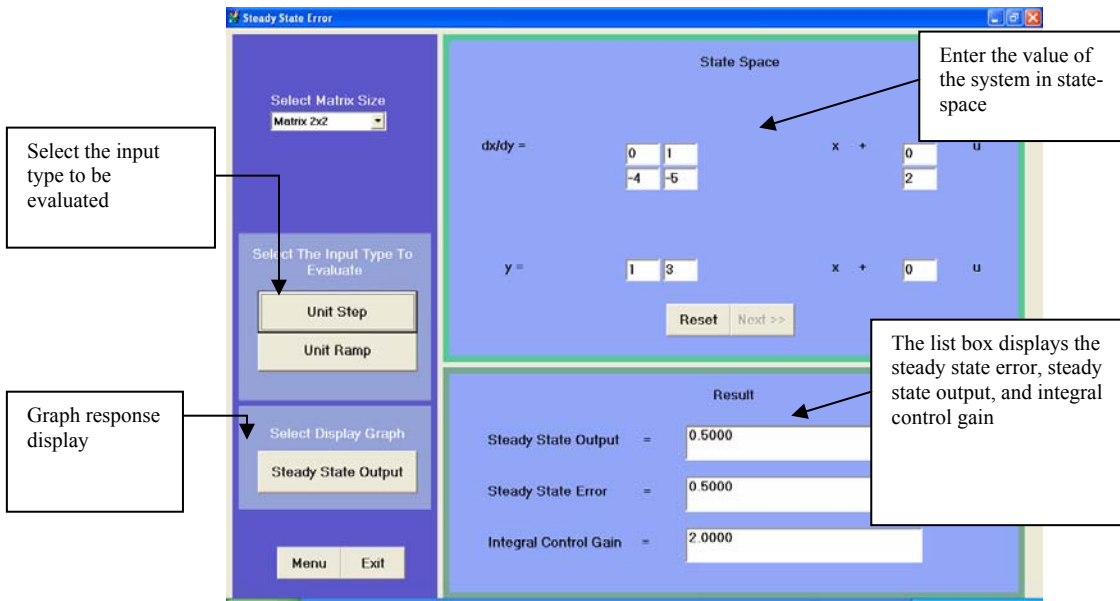 Steady State Error
Select Matrix Size
Matrix 2x2
Select the input
type to be
evaluated
Select The Input Type To
Evaluate
Unit Step
Unit Ramp
Graph response
display
Select Display Graph
Steady State Output
Menu Exit
State Space
Enter the value of
the system in state-
space
dx/dy = 0 1 x + 0 u
-4 -5 2
y = 1 3 x + 0 u
Reset Next >>
The list box displays the
steady state error, steady
state output, and integral
control gain
Result
Steady State Output = 0.5000
Steady State Error = 0.5000
Integral Control Gain = 2.0000